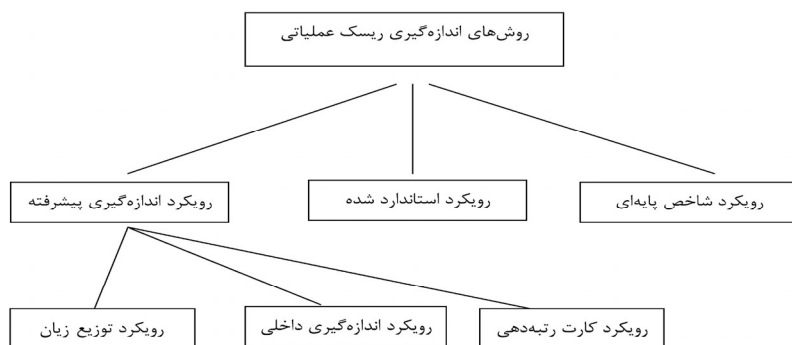 روش‌های اندازه‌گیری ریسک عملیاتی
رویکرد شاخص پایه‌ای
رویکرد استاندارد شده
رویکرد اندازه‌گیری پیشرفته
رویکرد کارت رتبه‌دهی
رویکرد اندازه‌گیری داخلی
رویکرد توزیع زیان